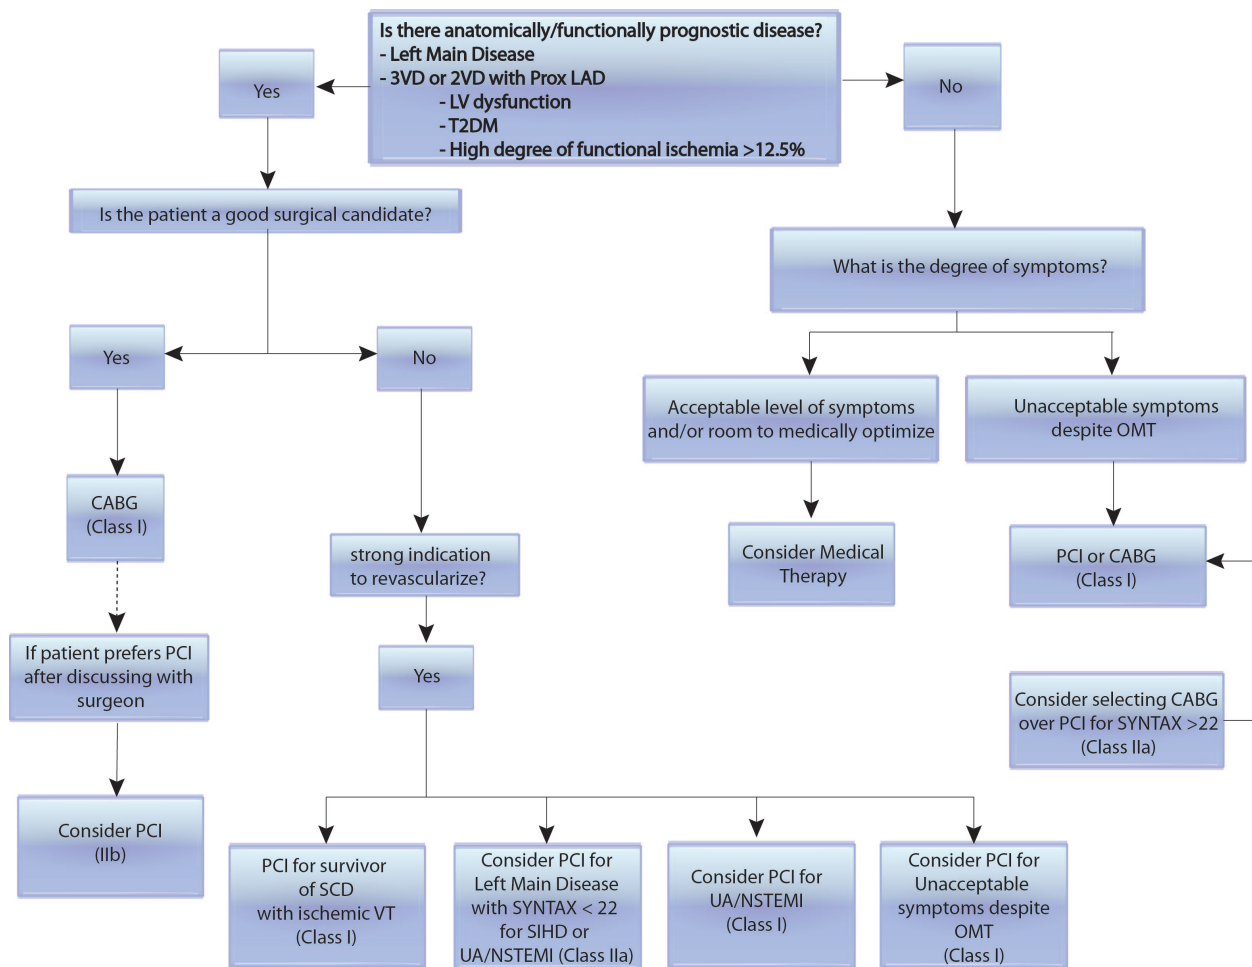 Is there anatomically/functionally prognostic disease?
- Left Main Disease
- 3VD or 2VD with Prox LAD
- LV dysfunction
- T2DM
- High degree of functional ischemia >12.5%
Yes
No
Is the patient a good surgical candidate?
What is the degree of symptoms?
Yes
No
Acceptable level of symptoms
and/or room to medically optimize
Unacceptable symptoms
despite OMT
CABG
(Class I)
strong indication
to revascularize?
Consider Medical
Therapy
PCI or CABG
(Class I)
If patient prefers PCI
after discussing with
surgeon
Yes
Consider selecting CABG
over PCI for SYNTAX >22
(Class IIa)
Consider PCI
(IIb)
PCI for survivor
of SCD
with ischemic VT
(Class I)
Consider PCI for
Left Main Disease
with SYNTAX < 22
for SIHD or
UA/NSTEMI (Class IIa)
Consider PCI for
UA/NSTEMI
(Class I)
Consider PCI for
Unacceptable
symptoms despite
OMT
(Class I)